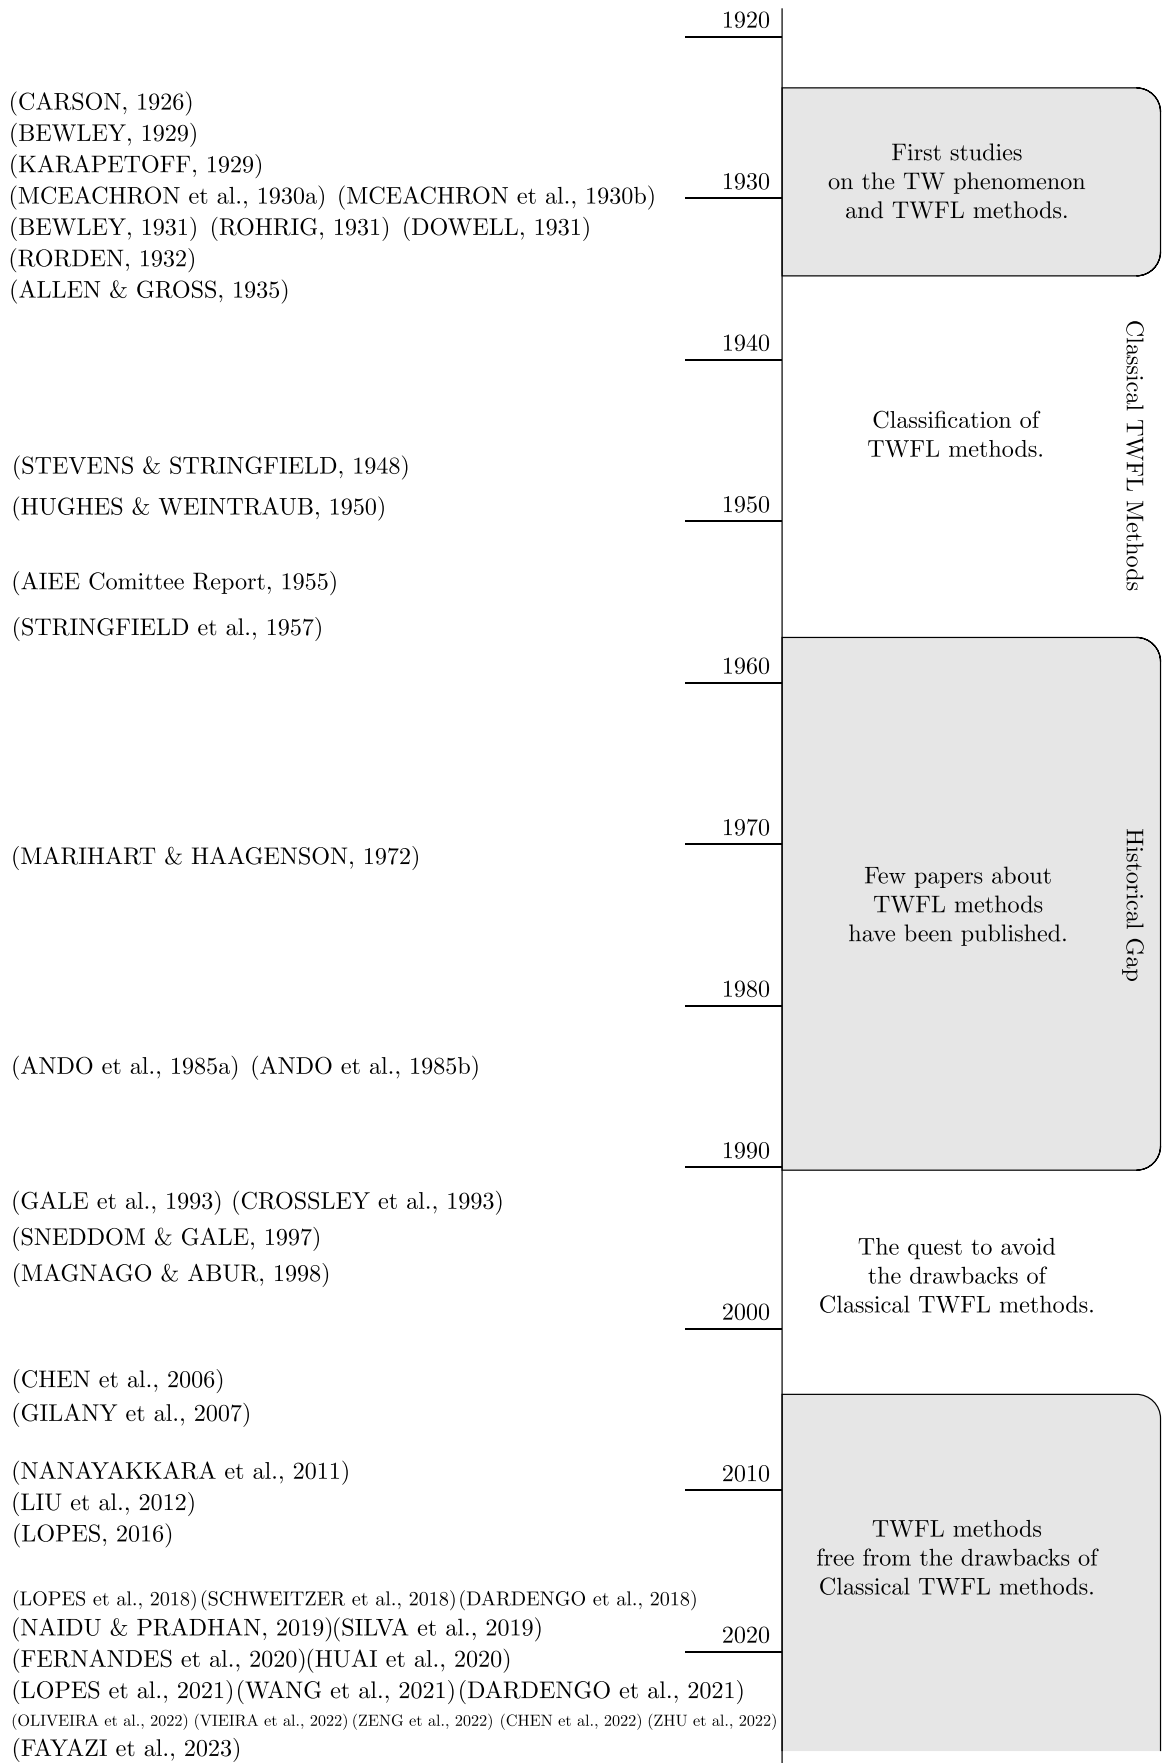 1920
(CARSON, 1926)
(BEWLEY, 1929)
(KARAPETOFF, 1929)
(MCEACHRON et al., 1930a) (MCEACHRON et al., 1930b)
(BEWLEY, 1931) (ROHRIG, 1931) (DOWELL, 1931)
(RORDEN, 1932)
(ALLEN & GROSS, 1935)
1930
First studies
on the TW phenomenon
and TWFL methods.
1940
Classification of
TWFL methods.
Classical TWFL Methods
(STEVENS & STRINGFIELD, 1948)
(HUGHES & WEINTRAUB, 1950)
1950
(AIEE Comittee Report, 1955)
(STRINGFIELD et al., 1957)
1960
1970
(MARIHART & HAAGENSON, 1972)
Few papers about
TWFL methods
have been published.
Historical Gap
1980
(ANDO et al., 1985a) (ANDO et al., 1985b)
1990
(GALE et al., 1993) (CROSSLEY et al., 1993)
(SNEDDOM & GALE, 1997)
(MAGNAGO & ABUR, 1998)
The quest to avoid
the drawbacks of
Classical TWFL methods.
2000
(CHEN et al., 2006)
(GILANY et al., 2007)
(NANAYAKKARA et al., 2011)
(LIU et al., 2012)
(LOPES, 2016)
2010
TWFL methods
free from the drawbacks of
Classical TWFL methods.
(LOPES et al., 2018) (SCHWEITZER et al., 2018) (DARDENGO et al., 2018)
(NAIDU & PRADHAN, 2019)(SILVA et al., 2019)
2020
(FERNANDES et al., 2020)(HUAI et al., 2020)
(LOPES et al., 2021)(WANG et al., 2021)(DARDENGO et al., 2021)
(OLIVEIRA et al., 2022) (VIEIRA et al., 2022) (ZENG et al., 2022) (CHEN et al., 2022) (ZHU et al., 2022)
(FAYAZI et al., 2023)